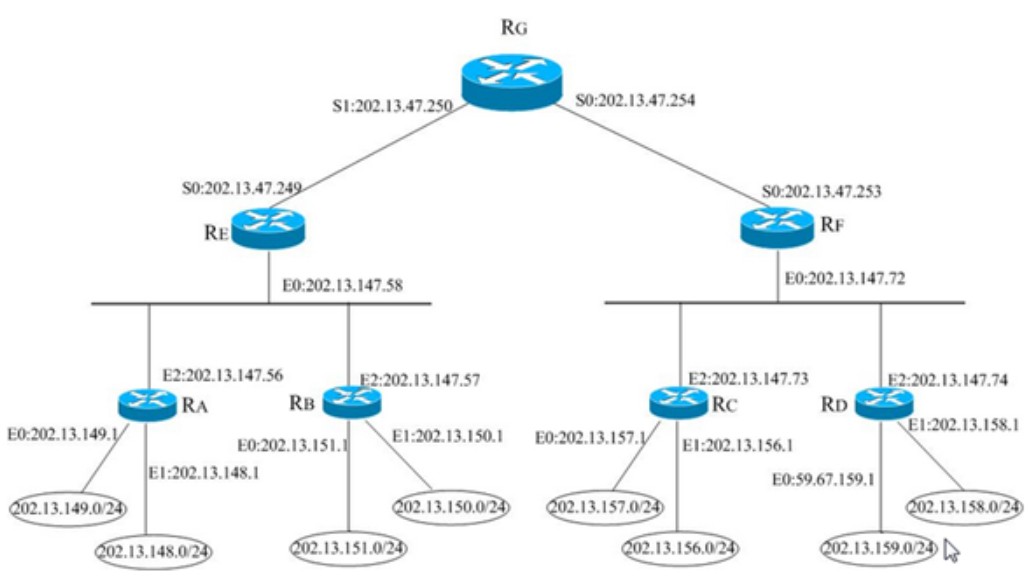 RG
S1:202.13.47.250
S0:202.13.47.254
S0:202.13.47.249
S0:202.13.47.253
RE
RF
E0:202.13.147.58
E0:202.13.147.72
E2:202.13.147.56
E2:202.13.147.57
E2:202.13.147.73
E2:202.13.147.74
RA
RB
RC
RD
E0:202.13.149.1
E1:202.13.148.1
E0:202.13.151.1
E1:202.13.150.1
E0:202.13.157.1
E1:202.13.156.1
E0:59.67.159.1
E1:202.13.158.1
202.13.149.0/24
202.13.148.0/24
202.13.151.0/24
202.13.150.0/24
202.13.157.0/24
202.13.156.0/24
202.13.159.0/24
202.13.158.0/24